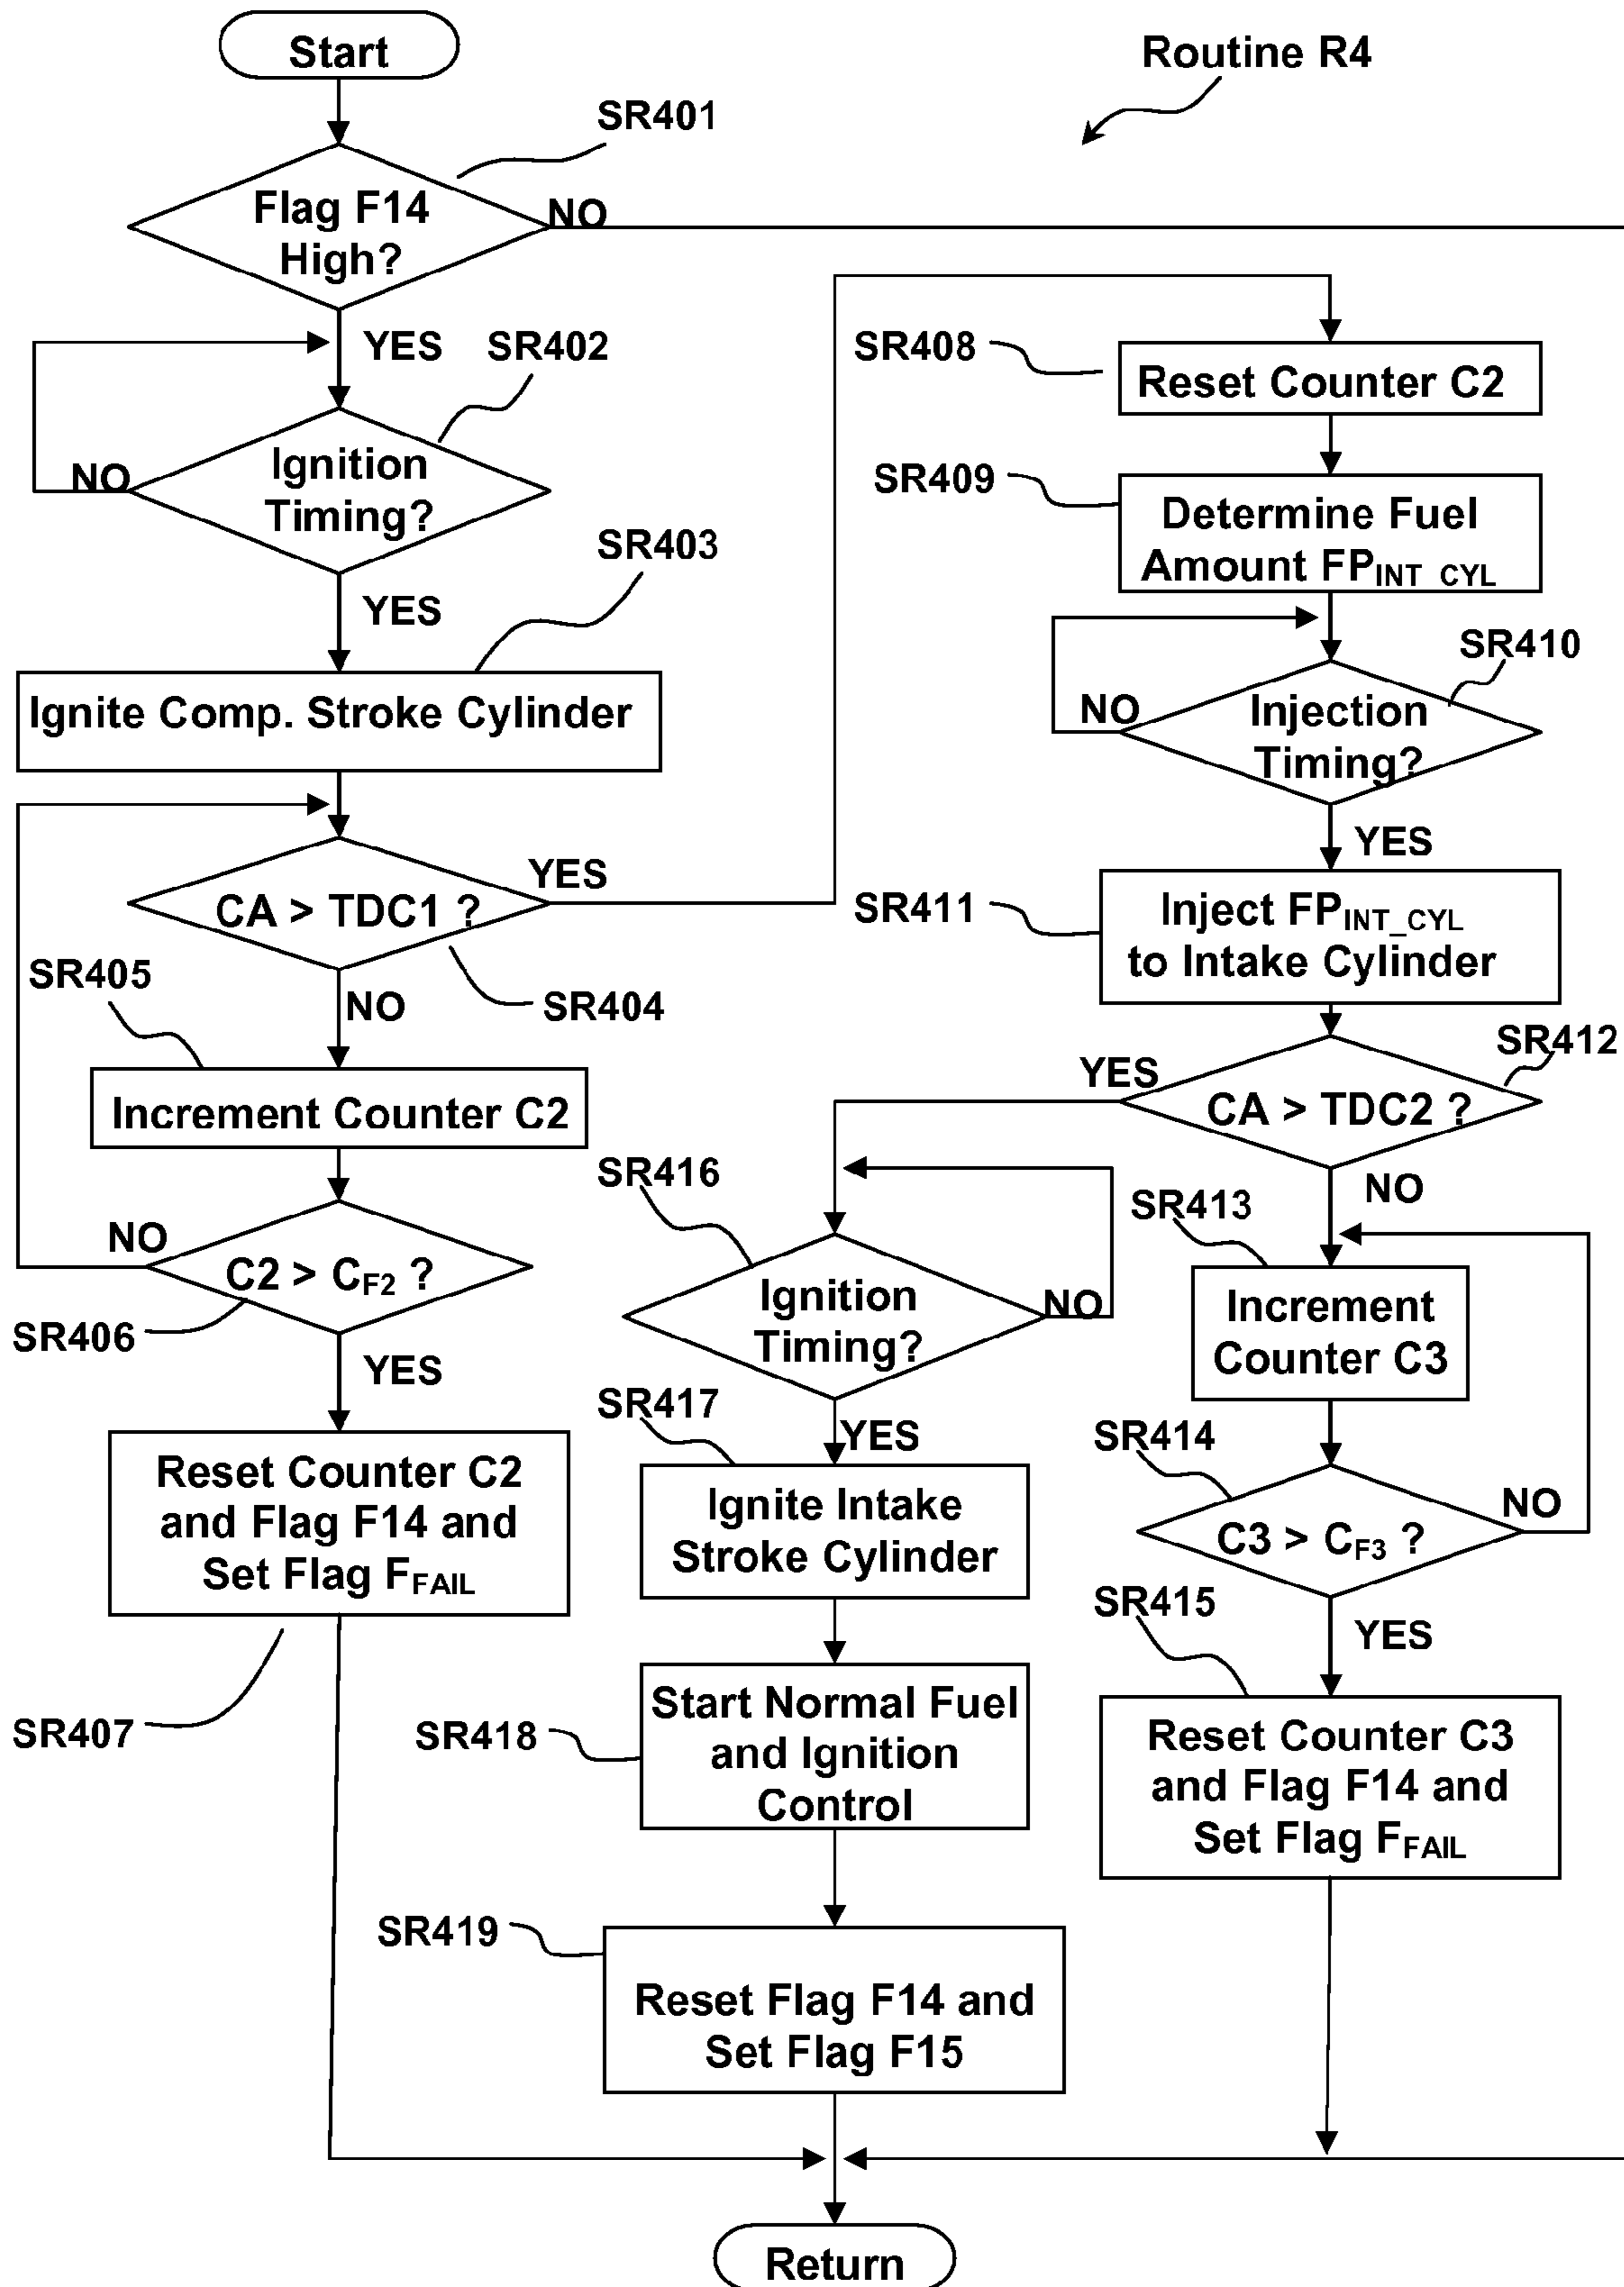 Start
Routine R4
SR401
Flag F14
High?
NO
YES
SR402
Ignition
Timing?
NO
SR403
YES
Ignite Comp. Stroke Cylinder
CA > TDC1 ?
YES
SR404
NO
SR405
Increment Counter C2
NO
C2 > CF2 ?
SR406
YES
Reset Counter C2
and Flag F14 and
Set Flag FFAIL
SR407
SR408
Reset Counter C2
SR409
Determine Fuel
Amount FPINT_CYL
SR410
NO
Injection
Timing?
YES
SR411
Inject FPINT_CYL
to Intake Cylinder
SR412
YES
CA > TDC2 ?
NO
SR413
Increment
Counter C3
SR414
NO
C3 > CF3 ?
SR415
YES
Reset Counter C3
and Flag F14 and
Set Flag FFAIL
SR416
Ignition
Timing?
NO
SR417
YES
Ignite Intake
Stroke Cylinder
SR418
Start Normal Fuel
and Ignition
Control
SR419
Reset Flag F14 and
Set Flag F15
Return